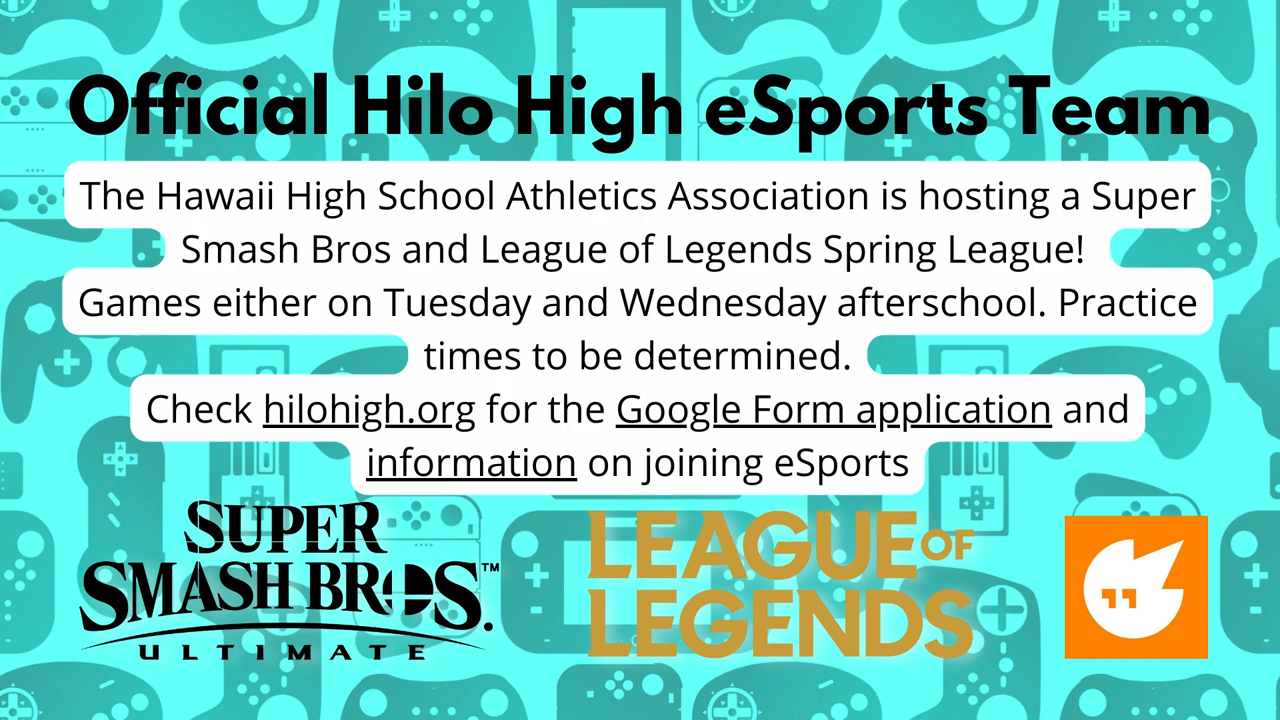 Official Hilo High eSports Team
The Hawaii High School Athletics Association is hosting a Super
Smash Bros and League of Legends Spring League!
Games either on Tuesday and Wednesday afterschool. Practice
times to be determined.
Check hilohigh.org for the Google Form application and
information on joining eSports
SUPER
SMASH BROS.™
ULTIMATE
LEAGUE OF
LEGENDS